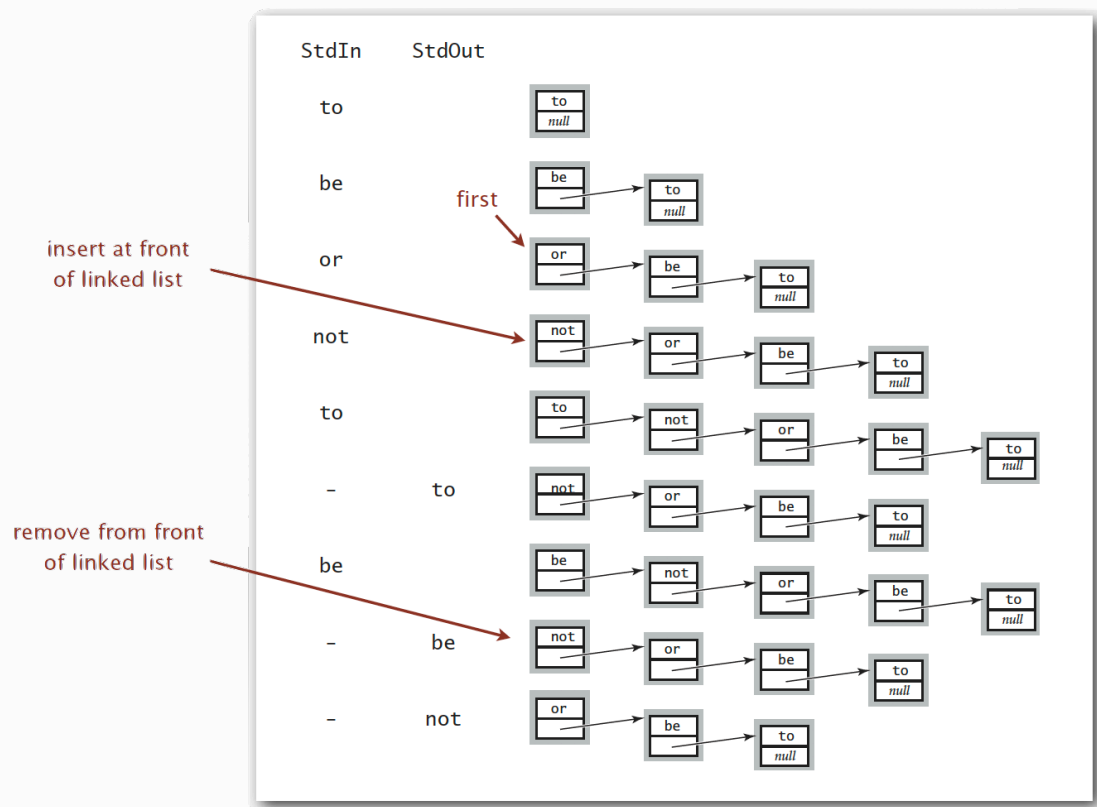 StdIn StdOut
to
to
null
be
be
to
null
first
insert at front
of linked list
or
or
be
to
null
not
not
or
be
to
null
to
to
not
or
be
to
null
– to
not
or
be
to
null
remove from front
of linked list
be
be
not
or
be
to
null
– be
not
or
be
to
null
– not
or
be
to
null